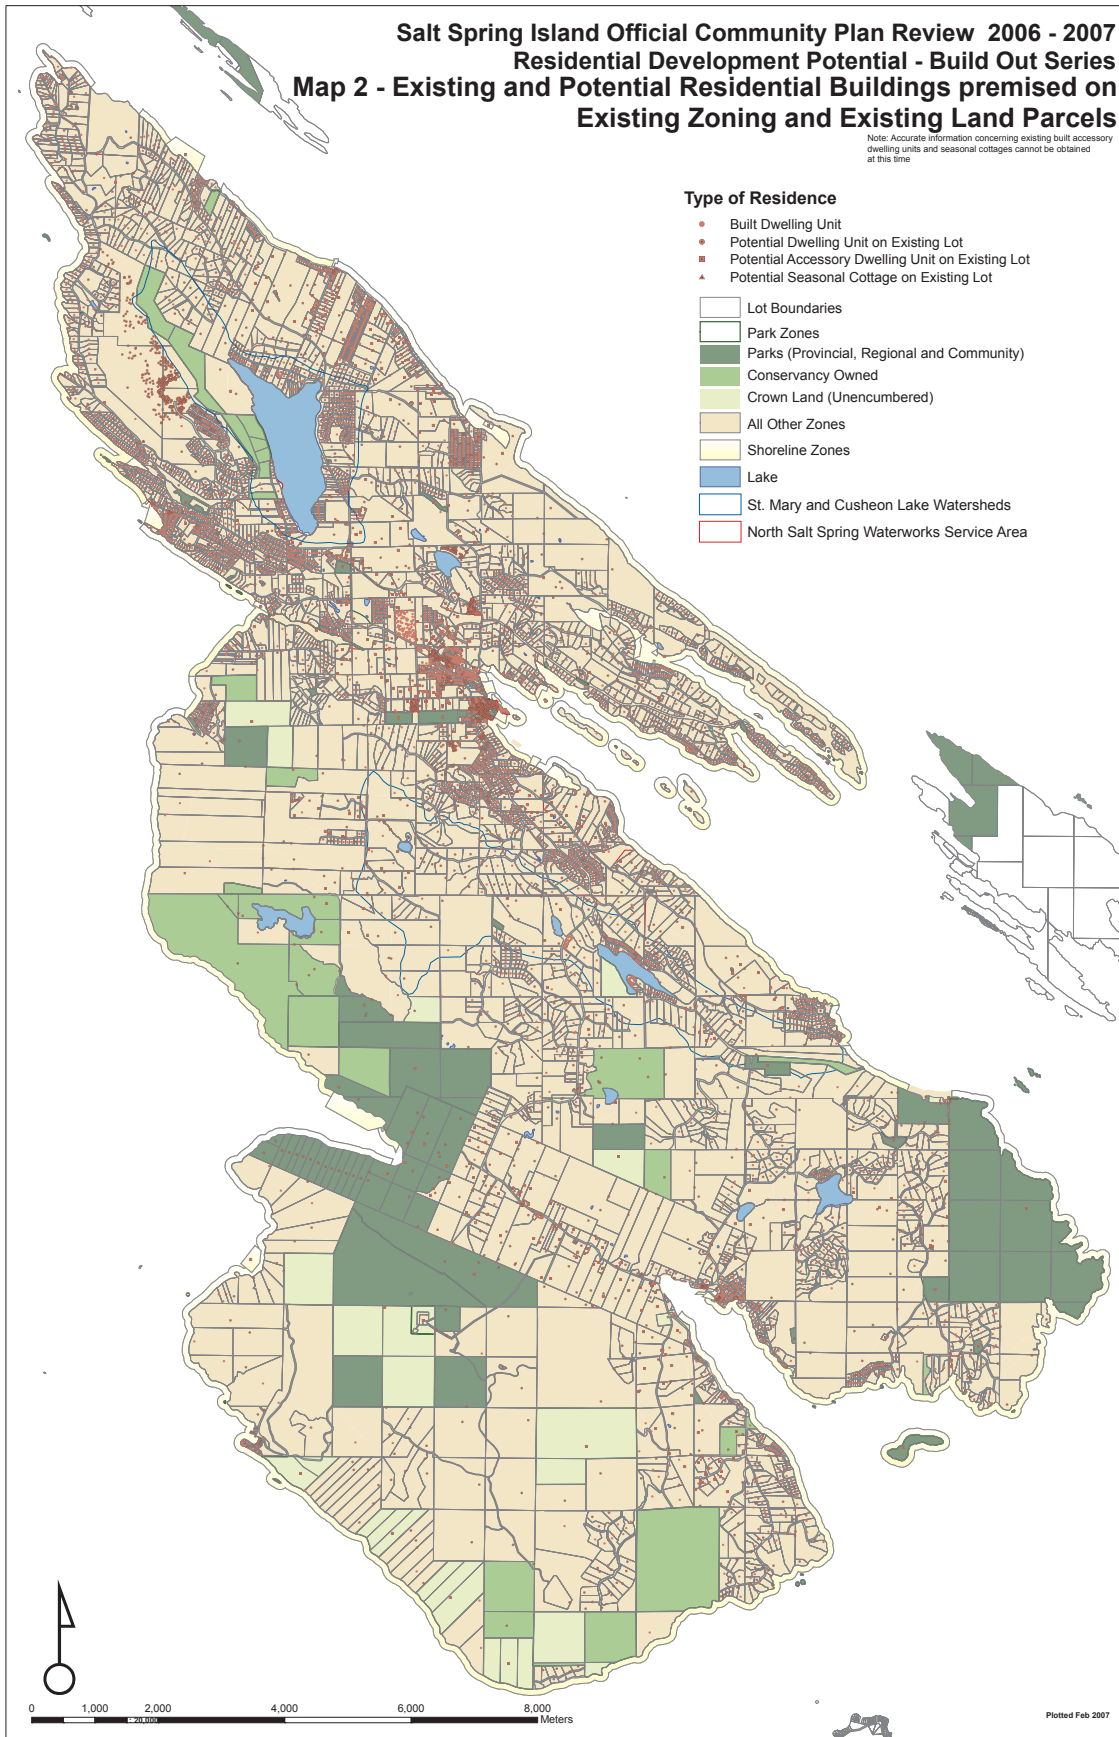 Salt Spring Island Official Community Plan Review 2006 - 2007
Residential Development Potential - Build Out Series
Map 2 - Existing and Potential Residential Buildings premised on
Existing Zoning and Existing Land Parcels
Note: Accurate information concerning existing built accessory
dwelling units and seasonal cottages cannot be obtained
at this time
Type of Residence
Built Dwelling Unit
Potential Dwelling Unit on Existing Lot
Potential Accessory Dwelling Unit on Existing Lot
Potential Seasonal Cottage on Existing Lot
Lot Boundaries
Park Zones
Parks (Provincial, Regional and Community)
Conservancy Owned
Crown Land (Unencumbered)
All Other Zones
Shoreline Zones
Lake
St. Mary and Cusheon Lake Watersheds
North Salt Spring Waterworks Service Area
0 1,000 2,000 4,000 6,000 8,000
Meters
Plotted Feb 2007